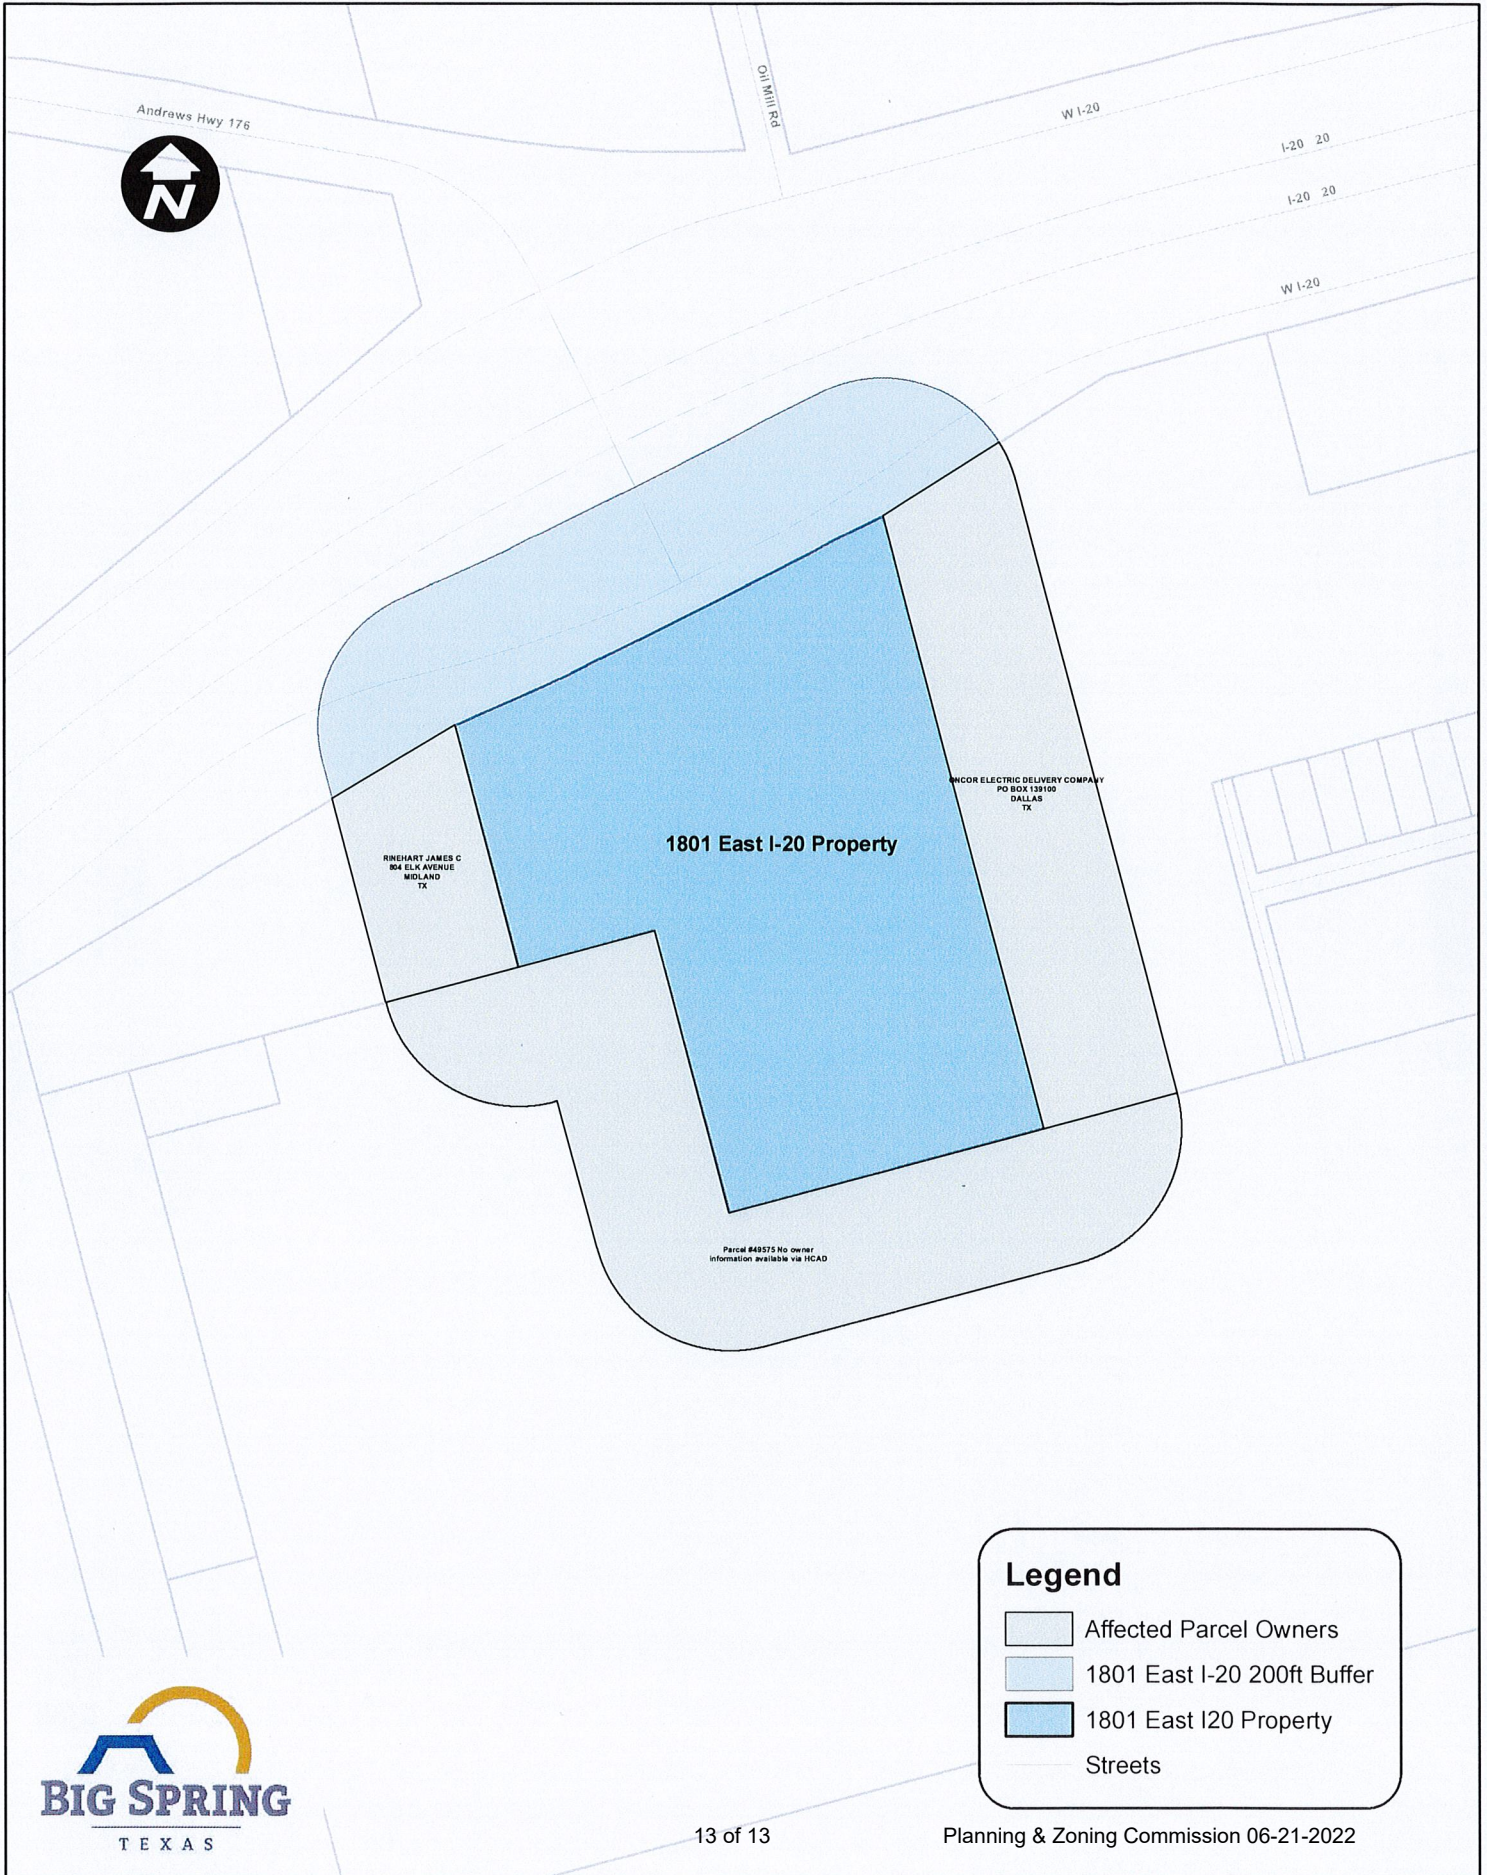 Andrews Hwy 176
Oil Mill Rd
W I-20
I-20 20
I-20 20
W I-20
N
1801 East I-20 Property
ONCOR ELECTRIC DELIVERY COMPANY
PO BOX 139100
DALLAS
TX
RINEHART JAMES C
804 ELK AVENUE
MIDLAND
TX
Parcel #49575 No owner
information available via HCAD
Legend
Affected Parcel Owners
1801 East I-20 200ft Buffer
1801 East I20 Property
Streets
BIG SPRING
TEXAS
13 of 13
Planning & Zoning Commission 06-21-2022